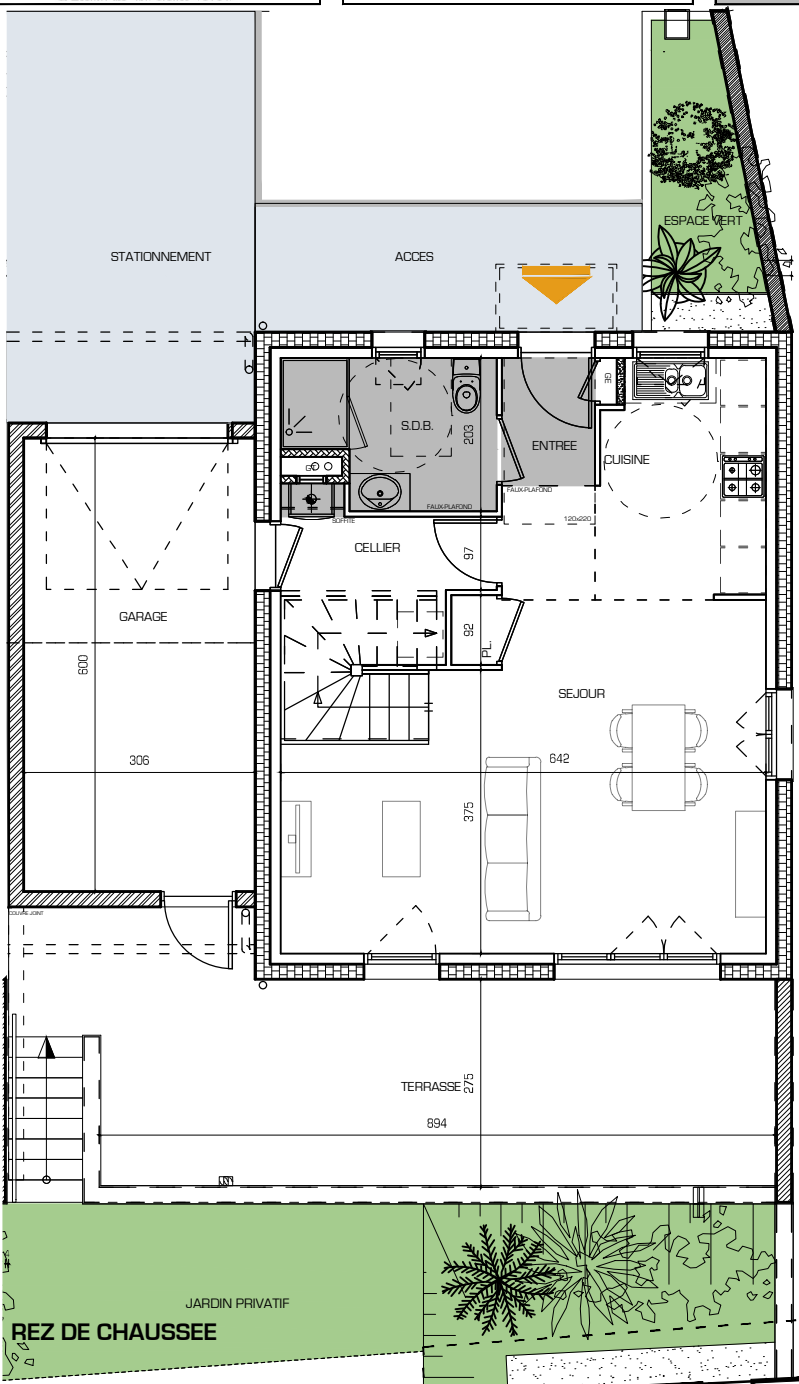 ESPACE VERT
STATIONNEMENT
ACCES
GE
S.D.B.
203
ENTREE
CUISINE
GT
FAUX-PLAFOND
FAUX-PLAFOND
SOFFITE
120x220
CELLIER
97
GARAGE
92
PL.
600
SEJOUR
306
642
375
COUVRE JOINT
TERRASSE
275
894
JARDIN PRIVATIF
REZ DE CHAUSSEE